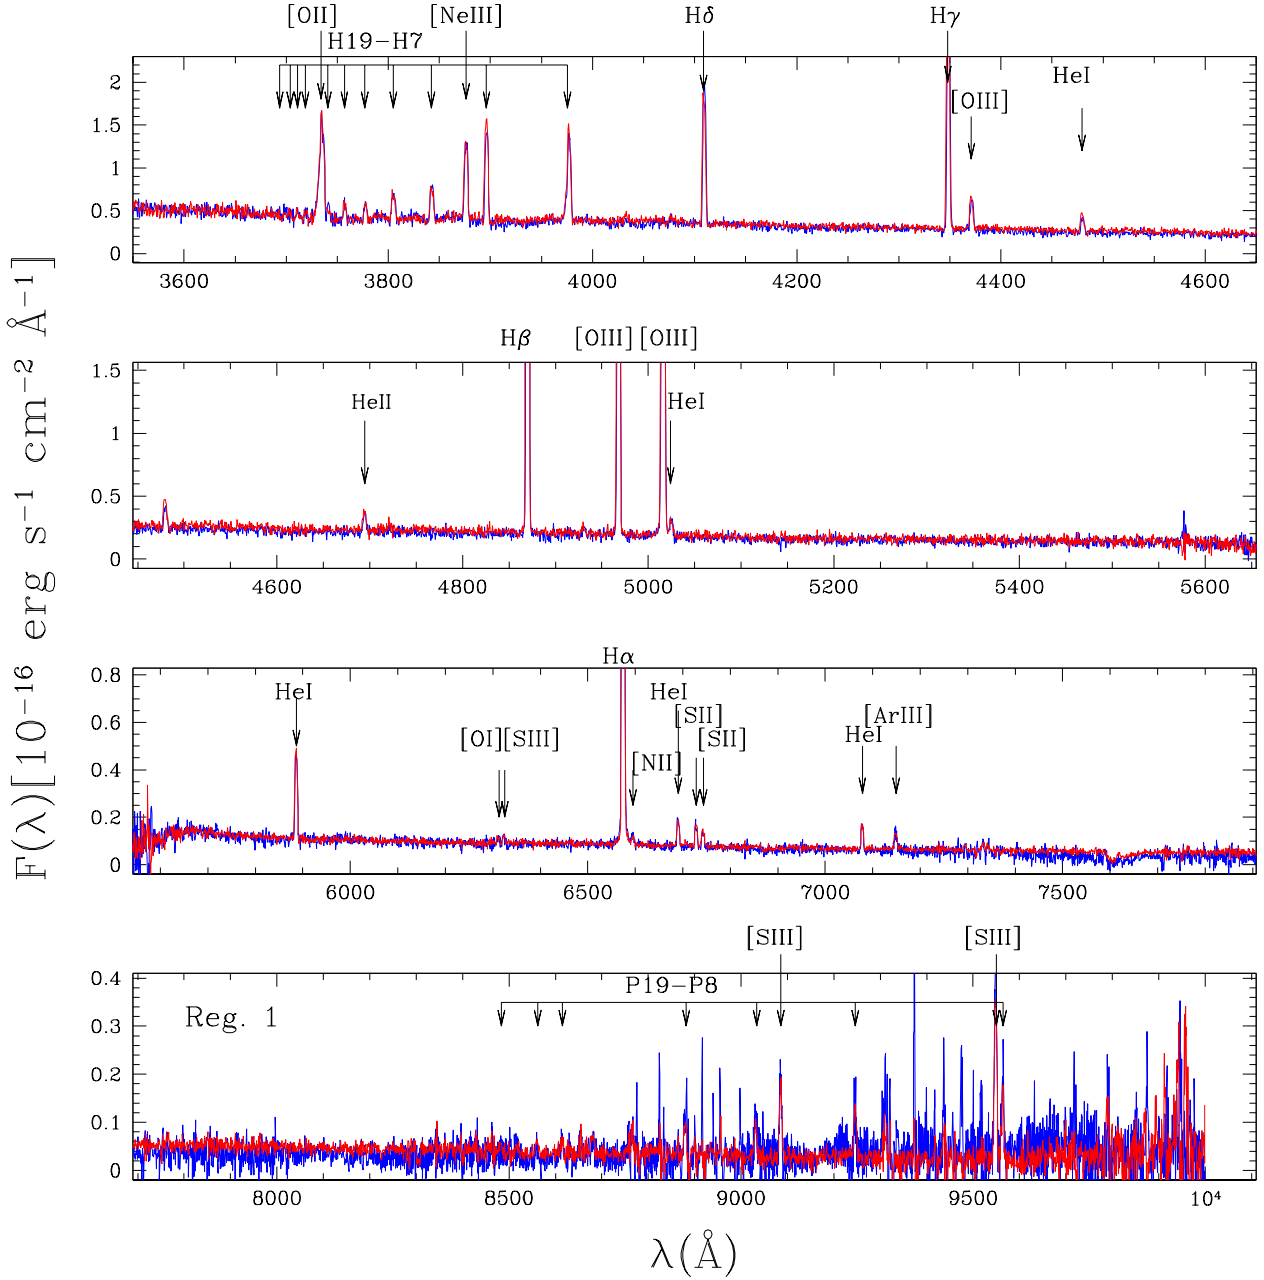 [OII] [NeIII] Hδ Hγ
H19−H7
HeI
[OIII]
2
1.5
1
0.5
0
3600 3800 4000 4200 4400 4600
Hβ [OIII] [OIII]
HeII HeI
1.5
1
0.5
0
4600 4800 5000 5200 5400 5600
Hα
HeI HeI
[SII] [ArIII]
[OI] [SIII] [SII] HeI
[NII]
0.8
0.6
0.4
0.2
0
6000 6500 7000 7500
[SIII] [SIII]
P19−P8
Reg. 1
0.4
0.3
0.2
0.1
0
8000 8500 9000 9500 10⁴
λ(Å)
F(λ)[10⁻¹⁶ erg s⁻¹ cm⁻² Å⁻¹]